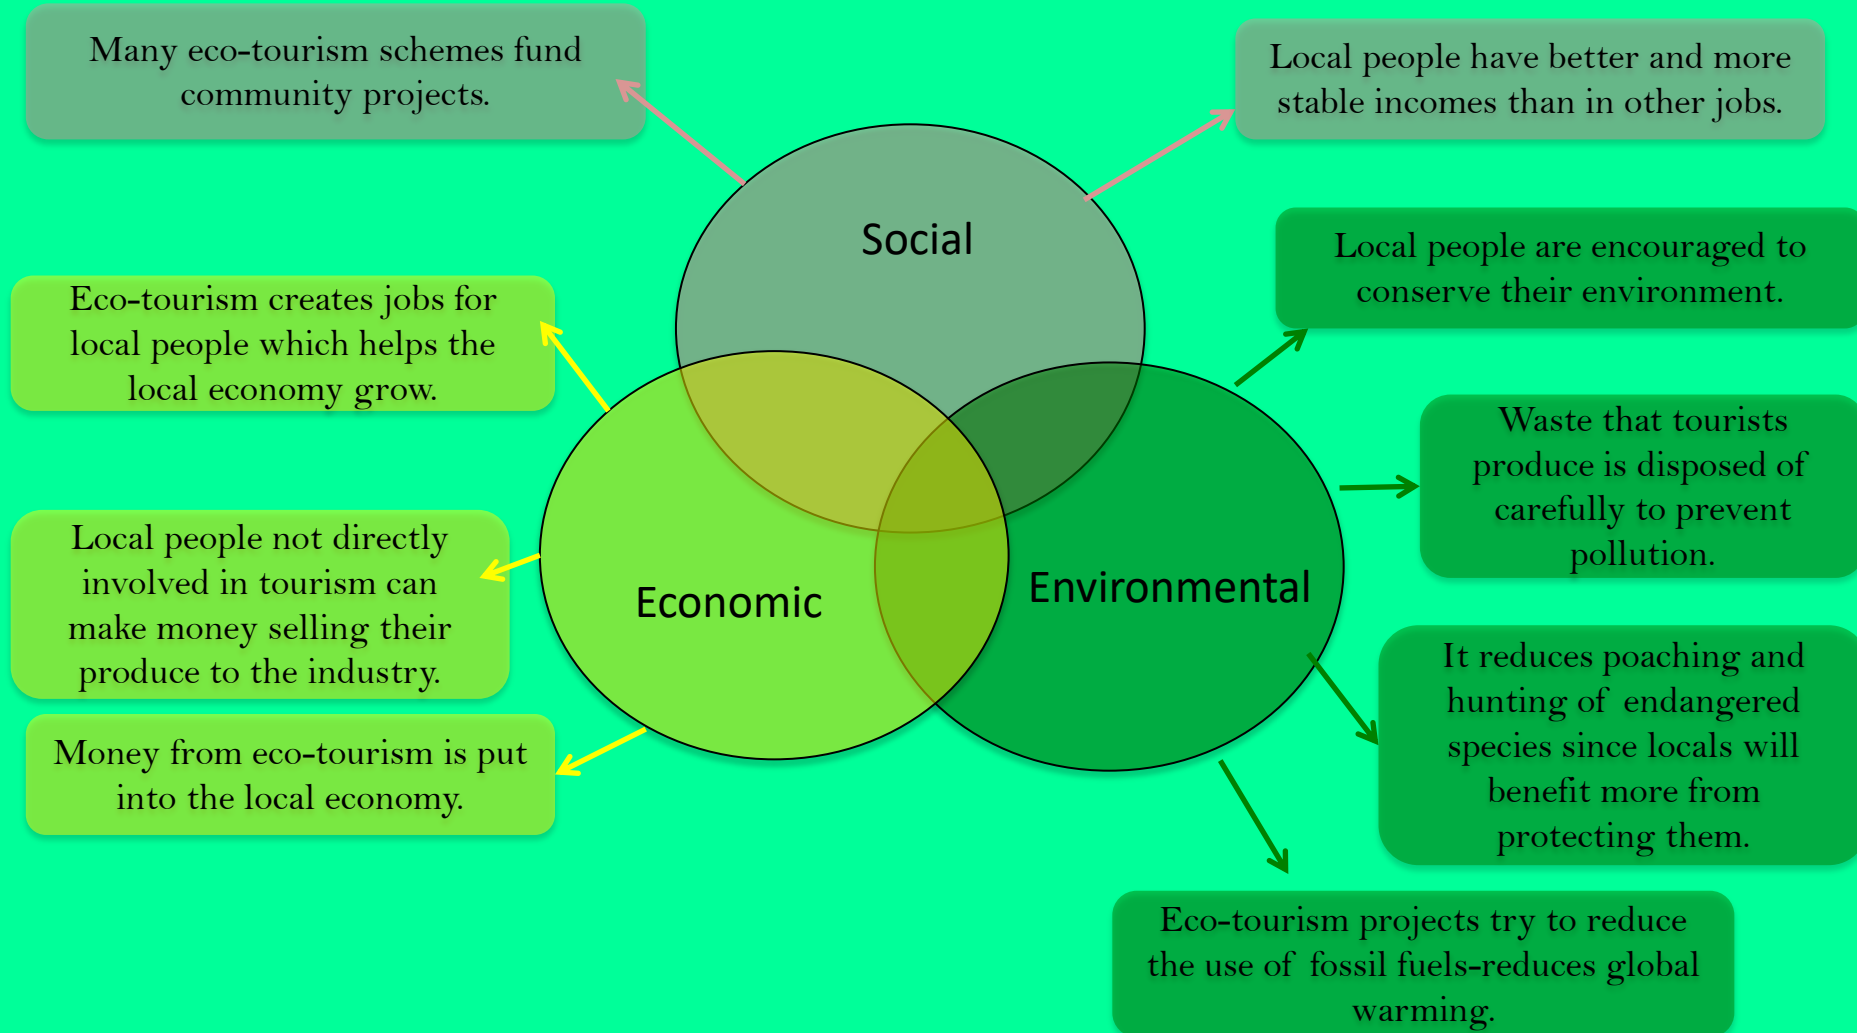 Many eco-tourism schemes fund
community projects.
Local people have better and more
stable incomes than in other jobs.
Social
Local people are encouraged to
conserve their environment.
Eco-tourism creates jobs for
local people which helps the
local economy grow.
Waste that tourists
produce is disposed of
carefully to prevent
pollution.
Local people not directly
involved in tourism can
make money selling their
produce to the industry.
Economic
Environmental
It reduces poaching and
hunting of endangered
species since locals will
benefit more from
protecting them.
Money from eco-tourism is put
into the local economy.
Eco-tourism projects try to reduce
the use of fossil fuels-reduces global
warming.